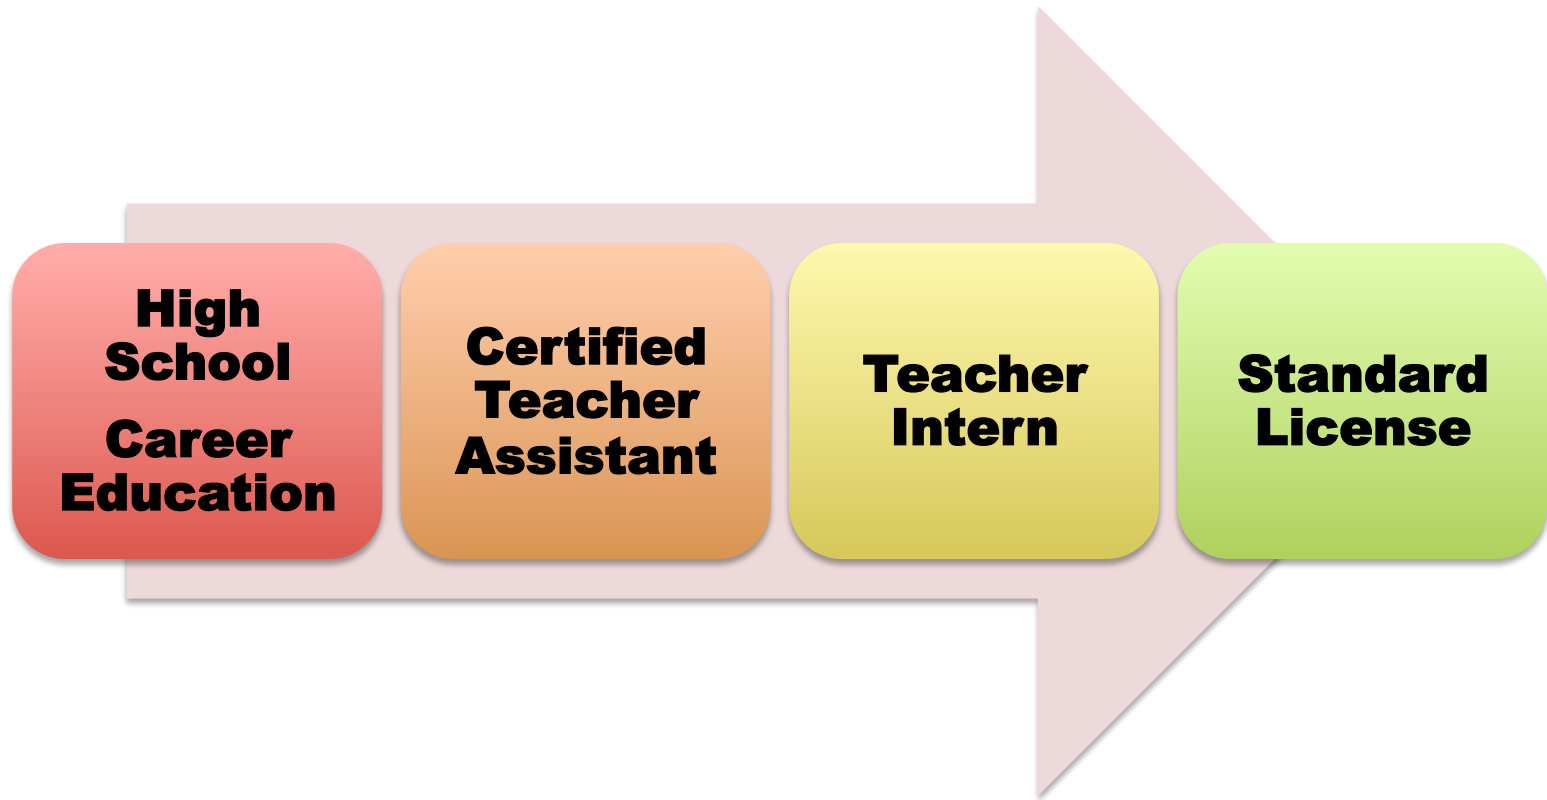 High
School
Career
Education
Certified
Teacher
Assistant
Teacher
Intern
Standard
License